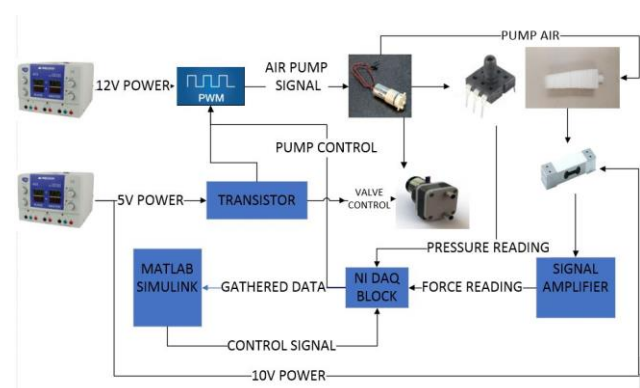 PUMP AIR
12V POWER
PWM
AIR PUMP
SIGNAL
PUMP CONTROL
5V POWER
TRANSISTOR
VALVE
CONTROL
PRESSURE READING
MATLAB
SIMULINK
GATHERED DATA
NI DAQ
BLOCK
FORCE READING
SIGNAL
AMPLIFIER
CONTROL SIGNAL
10V POWER